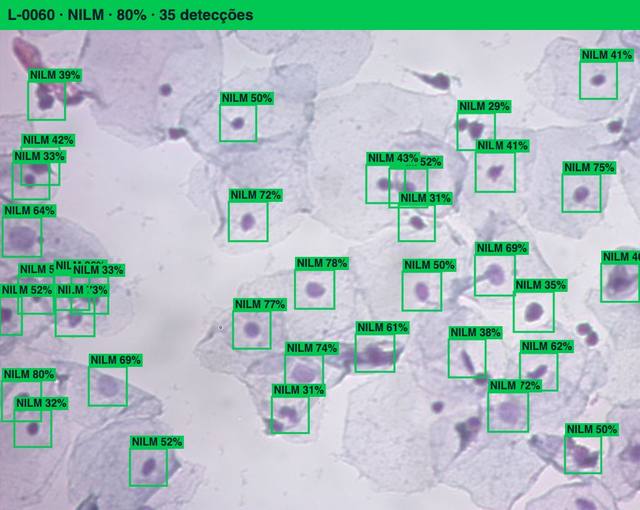 L-0060 · NILM · 80% · 35 detecções
NILM 41%
NILM 39%
NILM 50%
NILM 29%
NILM 42%
NILM 41%
NILM 33%
NILM 43%
52%
NILM 31%
NILM 75%
NILM 72%
NILM 64%
NILM 69%
NILM
NILM 78%
NILM 50%
NILM 33%
NILM 52%
NILM 35%
NILM 77%
NILM 61%
NILM 38%
NILM 62%
NILM 74%
NILM 69%
NILM 80%
NILM 72%
NILM 31%
NILM 32%
NILM 50%
NILM 52%